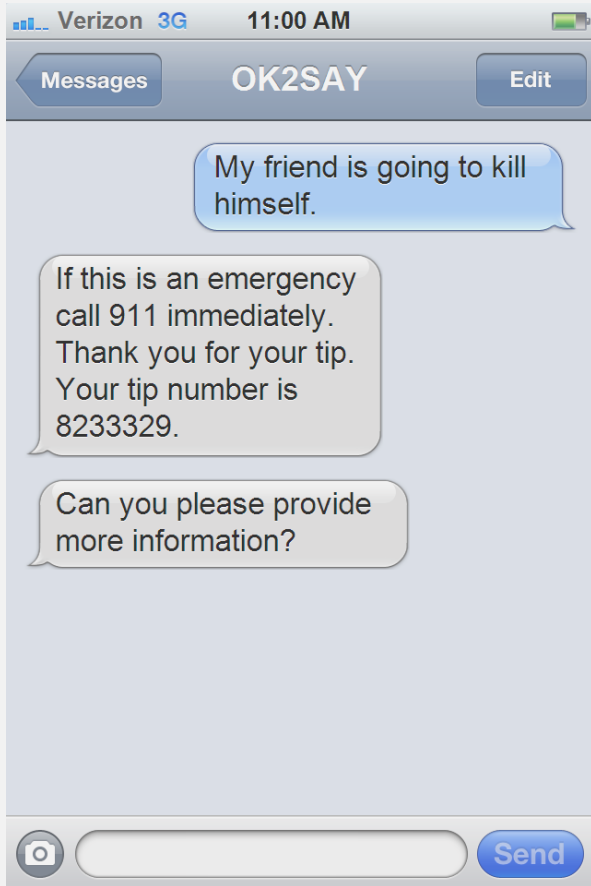 Verizon 3G 11:00 AM
Messages OK2SAY Edit
My friend is going to kill
himself.
If this is an emergency
call 911 immediately.
Thank you for your tip.
Your tip number is
8233329.
Can you please provide
more information?
Send